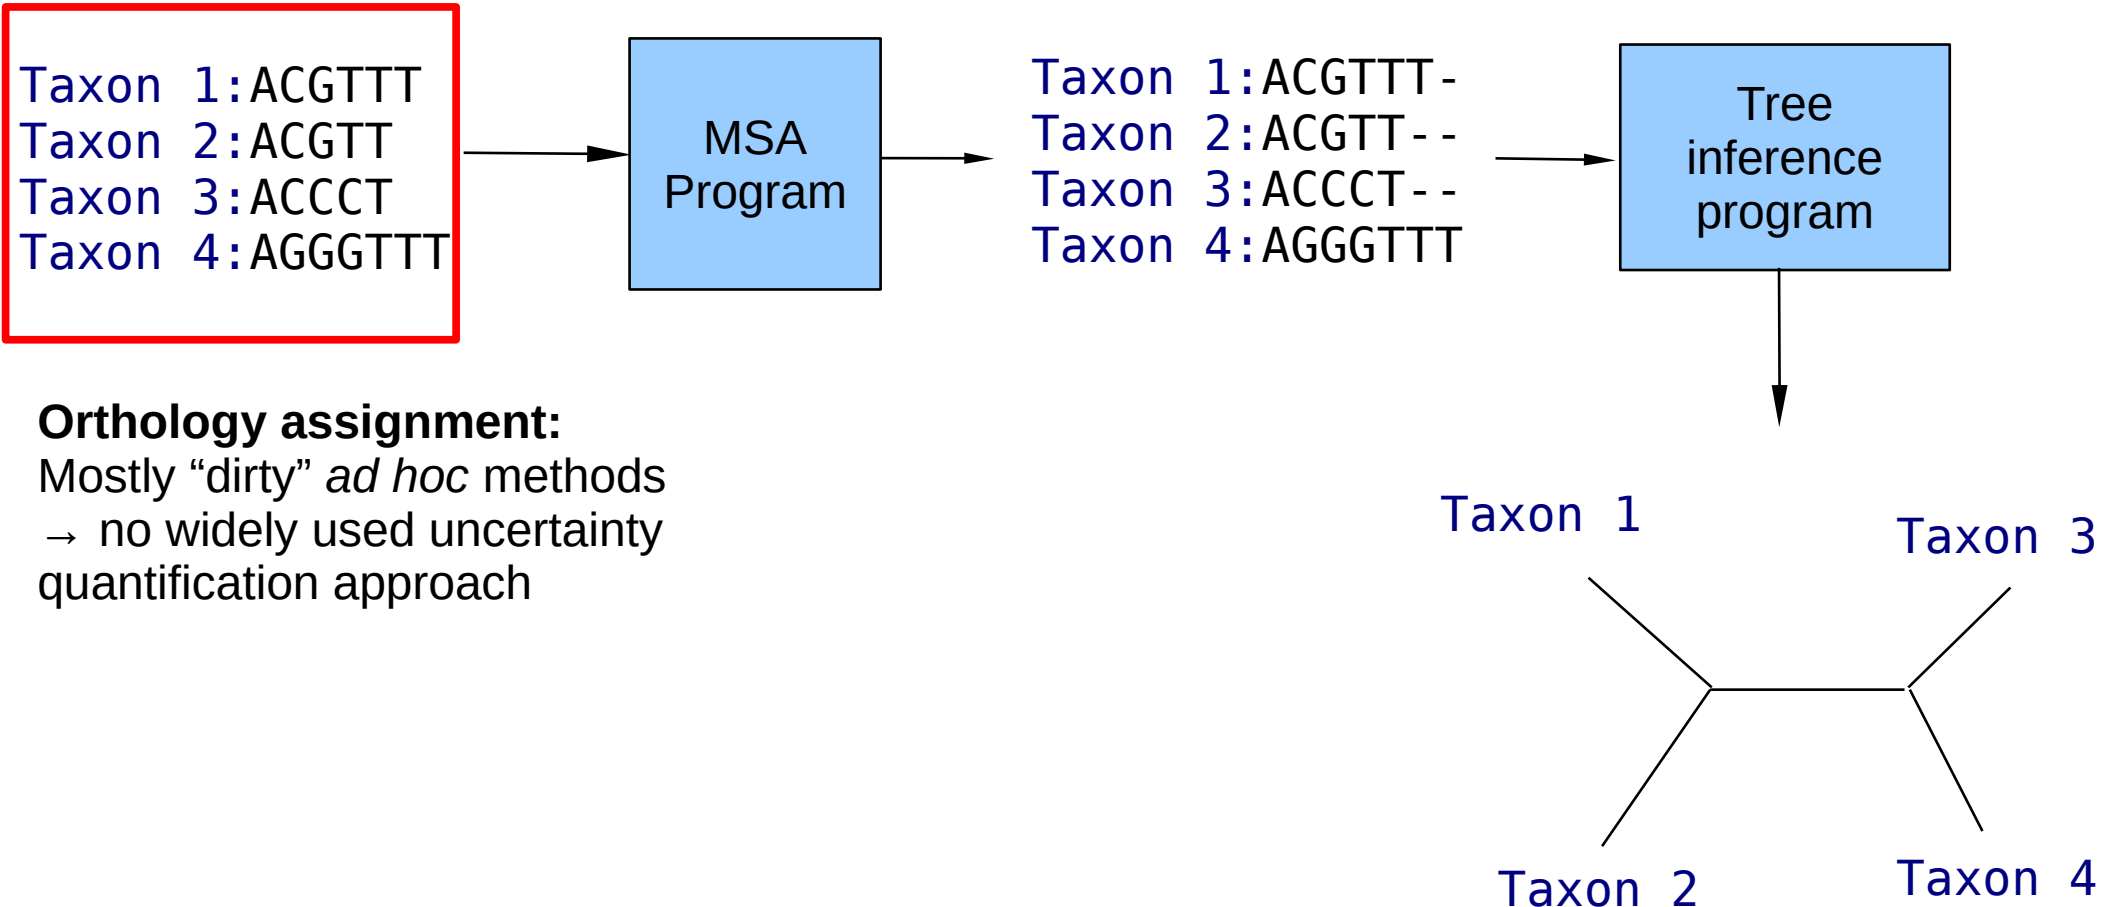 Taxon 1:ACGTTT
Taxon 2:ACGTT
Taxon 3:ACCCT
Taxon 4:AGGGTTT
MSA
Program
Taxon 1:ACGTTT-
Taxon 2:ACGTT--
Taxon 3:ACCCT--
Taxon 4:AGGGTTT
Tree
inference
program
Orthology assignment:
Mostly “dirty” ad hoc methods
→ no widely used uncertainty
quantification approach
Taxon 1
Taxon 3
Taxon 2
Taxon 4